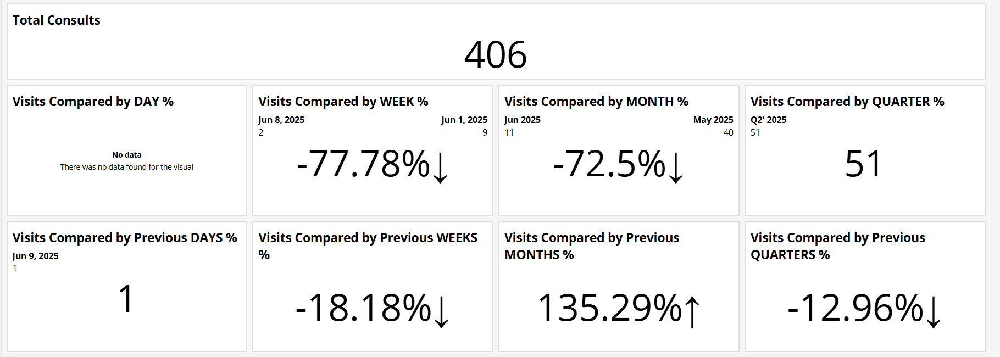 Total Consults
406
Visits Compared by DAY %
No data
There was no data found for the visual
Visits Compared by WEEK %
Jun 8, 2025 Jun 1, 2025
2 9
-77.78%↓
Visits Compared by MONTH %
Jun 2025 May 2025
11 40
-72.5%↓
Visits Compared by QUARTER %
Q2' 2025
51
51
Visits Compared by Previous DAYS %
Jun 9, 2025
1
1
Visits Compared by Previous WEEKS
%
-18.18%↓
Visits Compared by Previous
MONTHS %
135.29%↑
Visits Compared by Previous
QUARTERS %
-12.96%↓